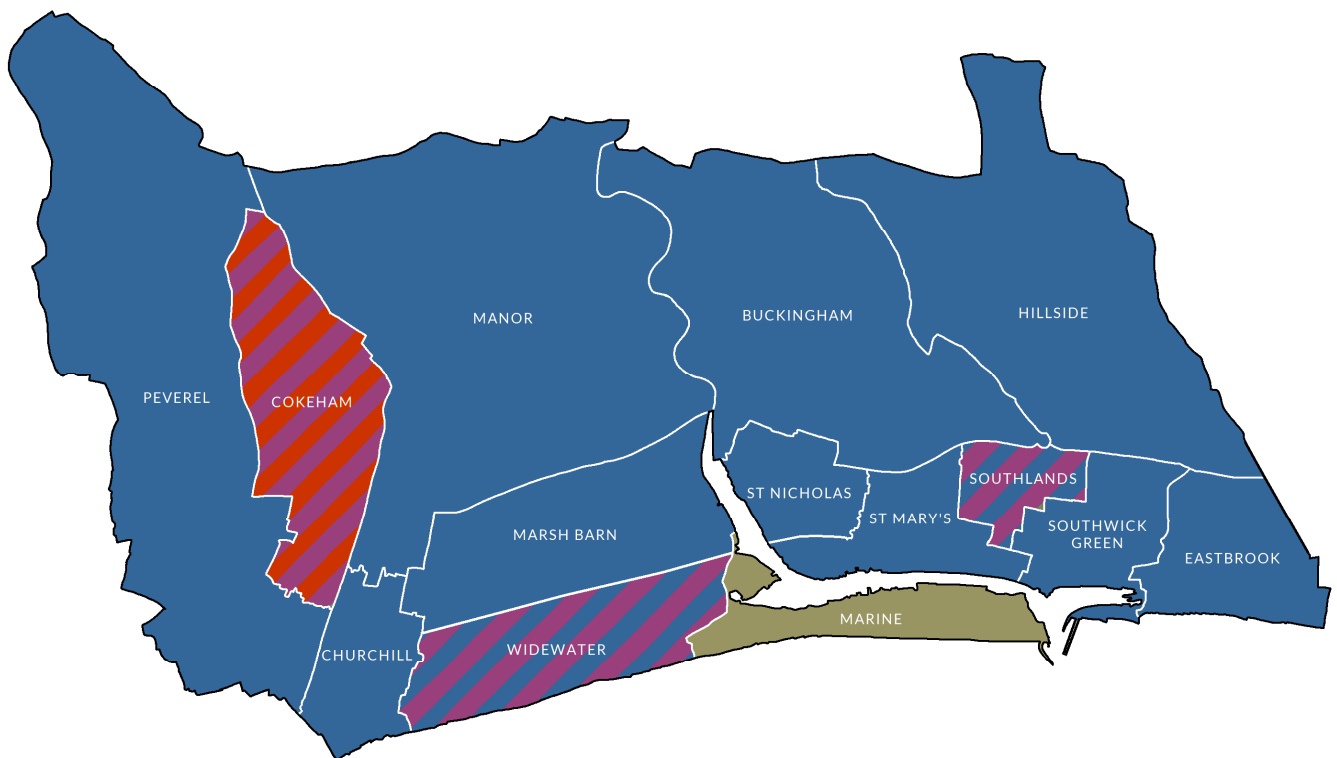 MANOR
BUCKINGHAM
HILLSIDE
PEVEREL
COKEHAM
SOUTHLANDS
ST NICHOLAS
ST MARY'S
SOUTHWICK
GREEN
MARSH BARN
EASTBROOK
MARINE
WIDEWATER
CHURCHILL